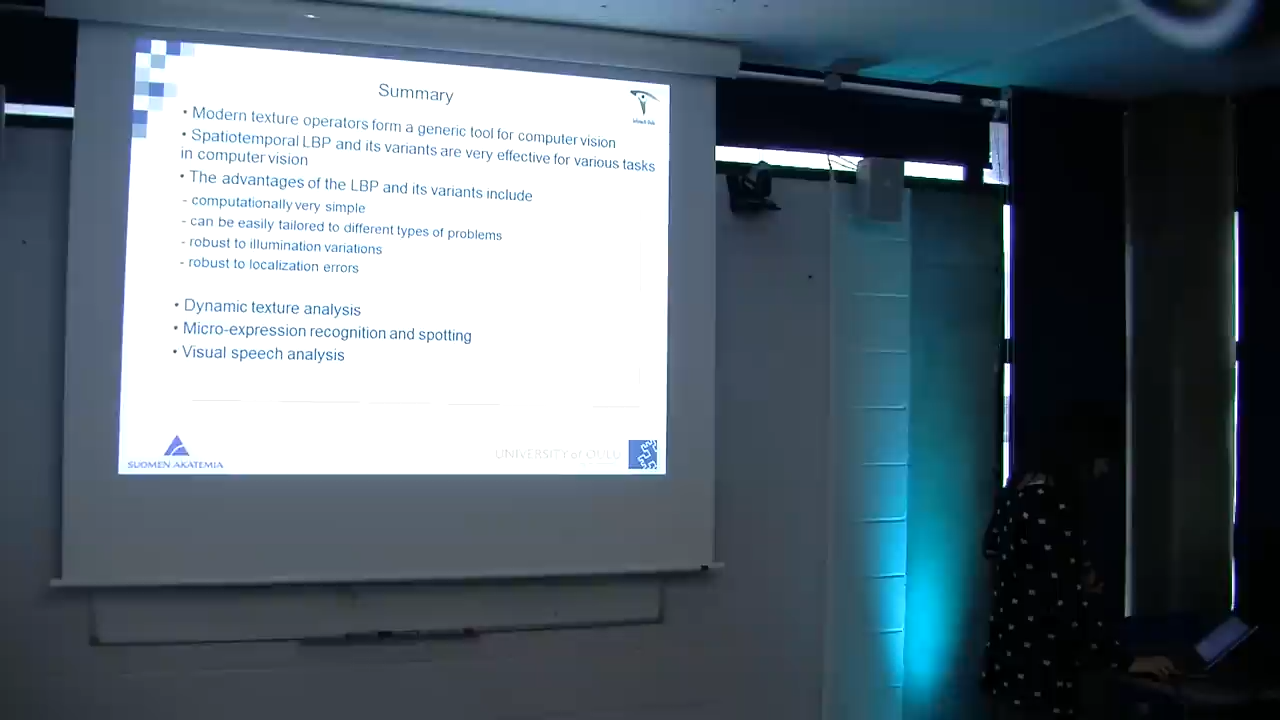 Summary
• Modern texture operators form a generic tool for computer vision
• Spatiotemporal LBP and its variants are very effective for various tasks
in computer vision
• The advantages of the LBP and its variants include
- computationally very simple
- can be easily tailored to different types of problems
- robust to illumination variations
- robust to localization errors
• Dynamic texture analysis
• Micro-expression recognition and spotting
• Visual speech analysis
SUOMEN AKATEMIA
UNIVERSITY of OULU